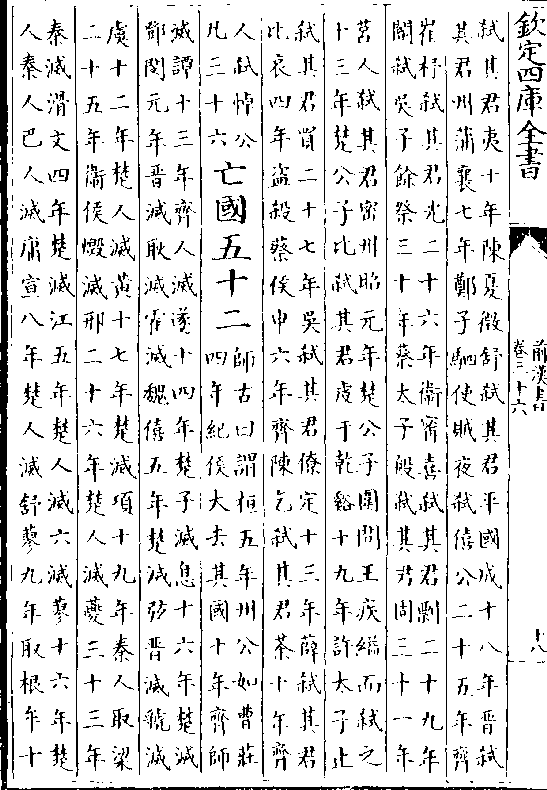 欽定四庫全書
前漢書
卷三十六
十八
弑其君夷十年陳夏徵舒弑其君平國成十八年晉弑
其君州蒲襄七年鄭子駟使賊夜弑僖公二十五年齊
崔杼弑其君光二十六年衛甯喜弑其君剽二十九年
閽弑吳子餘祭三十年蔡太子般弑其君固三十一年
莒人弑其君密州昭元年楚公子圍問王疾縊而弑之
十三年楚公子比弑其君虔于乾谿十九年許太子止
弑其君買二十七年吳弑其君僚定十三年薛弑其君
比哀四年盜殺蔡侯申六年齊陳乞弑其君荼十年齊
人弑悼公
凡三十六
亡國五十二
師古曰謂桓五年州公如曹莊
四年紀侯大去其國十年齊師
滅譚十三年齊人滅遂十四年楚子滅息十六年楚滅
鄧閔元年晉滅耿滅霍滅魏僖五年楚滅弦晉滅虢滅
虞十二年楚人滅黃十七年楚滅項十九年秦人取梁
二十五年衛侯燬滅邢二十六年楚人滅夔三十三年
秦滅滑文四年楚滅江五年楚人滅六滅蓼十六年楚
人秦人巴人滅庸宣八年楚人滅舒蓼九年取根牟十